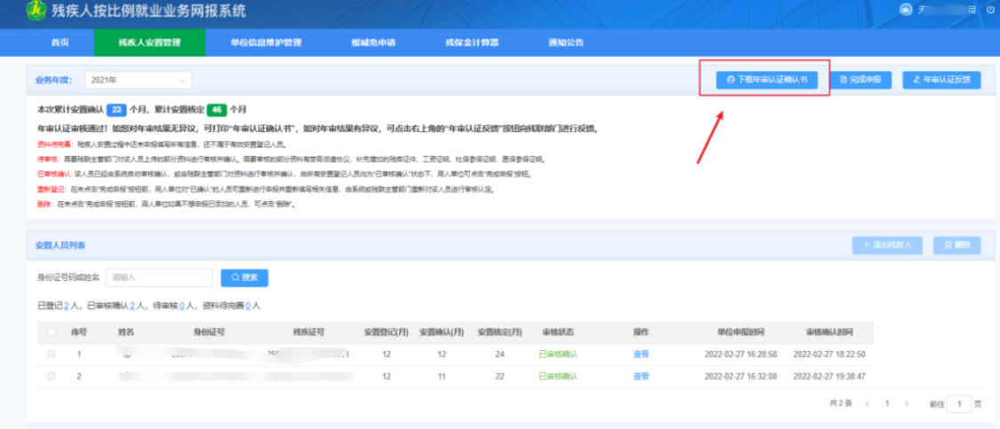 残疾人按比例就业业务网报系统
首页 残疾人安置管理 单位信息维护管理 缓减免申请 残保金计算器 通知公告
业务年度： 2021年 下载年审认证确认书 完成申报 年审认证反馈
本次累计安置确认 23 个月，累计安置核定 46 个月
年审认证审核通过！如您对年审结果无异议，可打印“年审认证确认书”，如对年审结果有异议，可点击右上角的“年审认证反馈”按钮向残联部门进行反馈。
资料待完善：残疾人安置过程中还未申报填写所有信息，还不属于有效安置登记人员。
待审核：需要残联主管部门对该人员上传的部分资料进行审核并确认。需要审核的部分资料有劳务派遣协议，补充增加的残疾证件、工资证明、社保参保证明、医保参保证明。
已审核确认：该人员已经由系统自动审核确认，或由残联主管部门对资料进行审核并确认，当所有安置登记人员均为“已审核确认”状态下，用人单位可点击“完成申报”按钮。
重新登记：在未点击“完成申报”按钮前，用人单位对“已确认”的人员可重新进行申报并重新填写相关信息，由系统或残联主管部门重新对该人员进行审核认定。
删除：在未点击“完成申报”按钮前，用人单位如果不想申报已添加的人员，可点击“删除”。
安置人员列表 + 添加残疾人 删除
身份证号码或姓名 请输入 搜索
已登记2人，已审核确认2人，待审核0人，资料待完善0人
序号 姓名 身份证号 残疾证号 安置登记(月) 安置确认(月) 安置核定(月) 审核状态 操作 单位申报时间 审核确认时间
1 12 12 24 已审核确认 查看 2022-02-27 16:28:58 2022-02-27 18:22:50
2 12 11 22 已审核确认 查看 2022-02-27 16:32:08 2022-02-27 19:38:47
共2条 < 1 > 前往 1 页